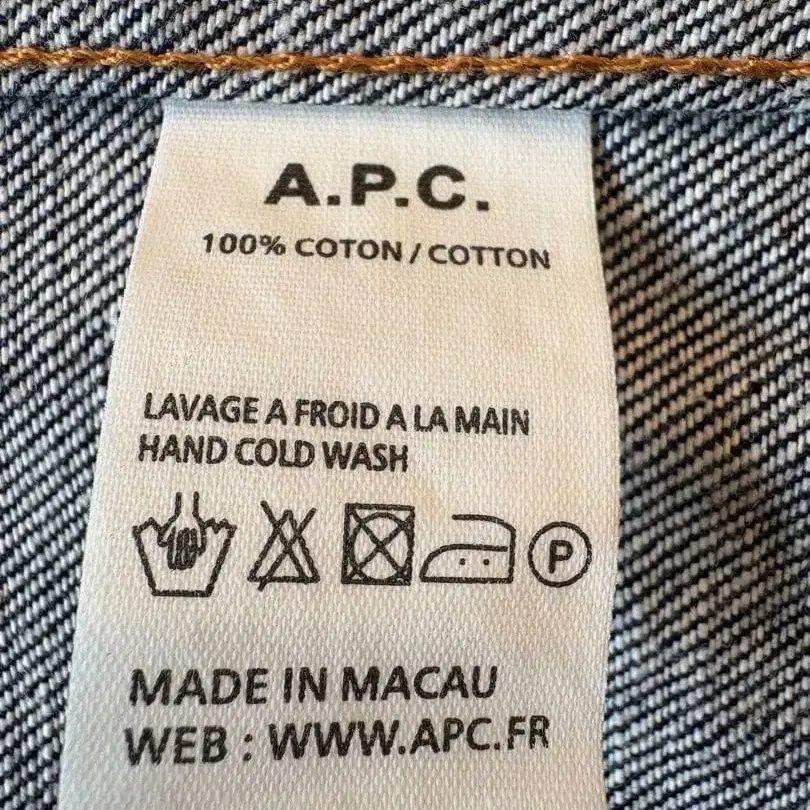 A.P.C.
100% COTON / COTTON
LAVAGE A FROID A LA MAIN
HAND COLD WASH
P
MADE IN MACAU
WEB : WWW.APC.FR